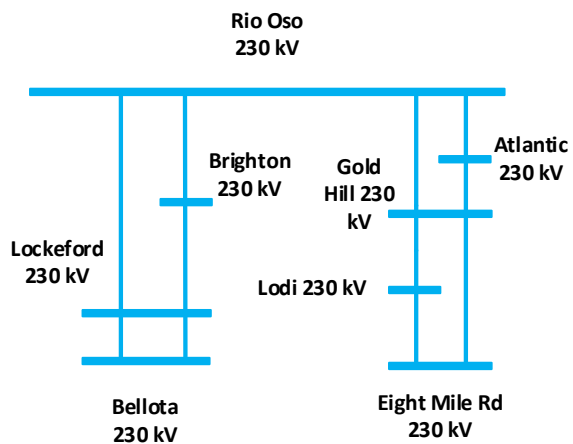 Rio Oso
230 kV
Atlantic
230 kV
Brighton
230 kV
Gold
Hill 230
kV
Lockeford
230 kV
Lodi 230 kV
Bellota
230 kV
Eight Mile Rd
230 kV